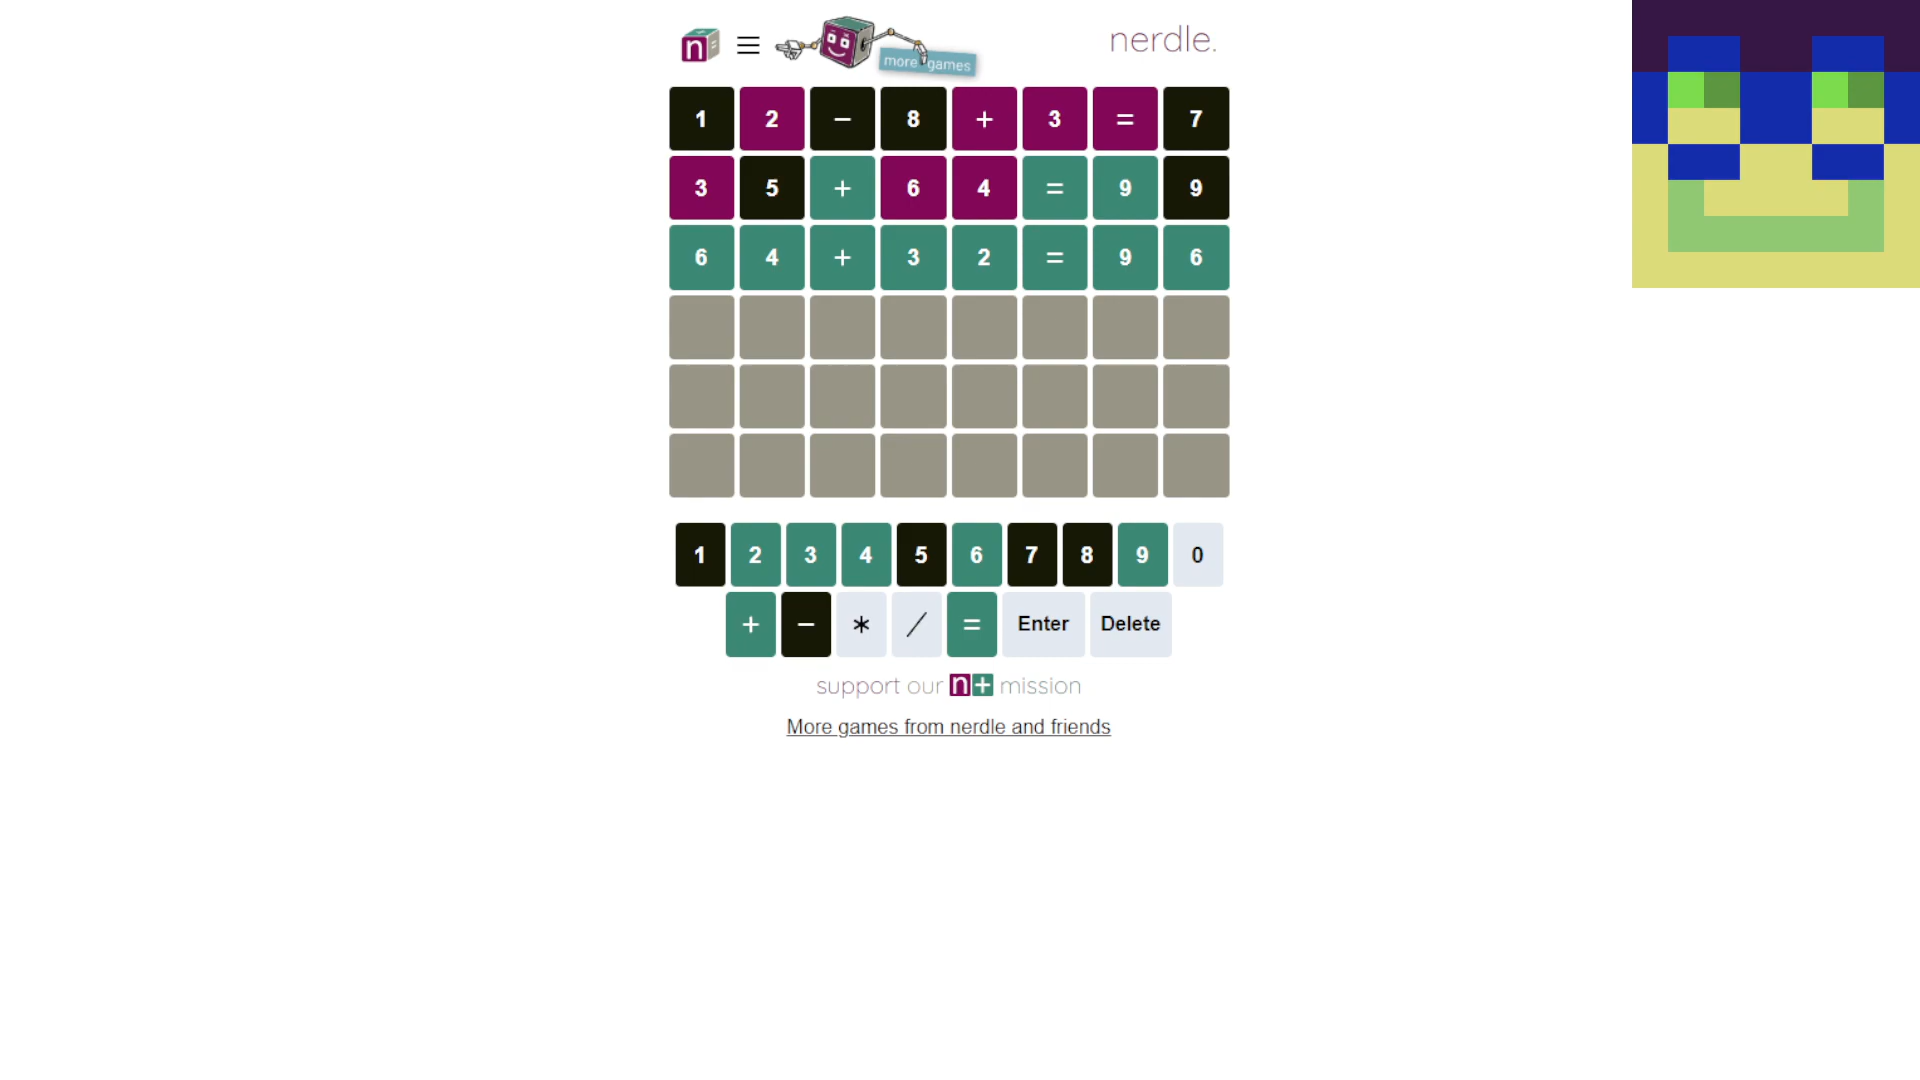 n
more games
nerdle.
1 2 − 8 + 3 = 7
3 5 + 6 4 = 9 9
6 4 + 3 2 = 9 6
1 2 3 4 5 6 7 8 9 0
+ − * / = Enter Delete
support our n+ mission
More games from nerdle and friends